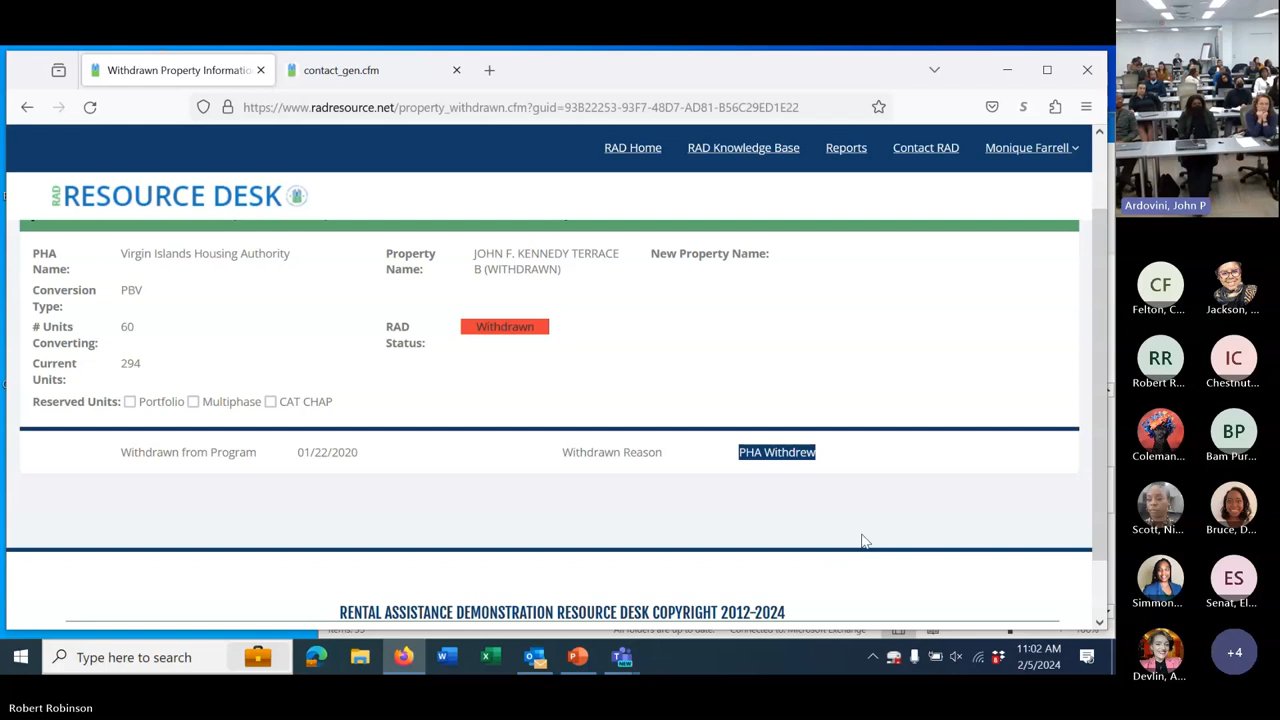 Withdrawn Property Informatio
contact_gen.cfm
https://www.radresource.net/property_withdrawn.cfm?guid=93B22253-93F7-48D7-AD81-B56C29ED1E22
S
RAD Home
RAD Knowledge Base
Reports
Contact RAD
Monique Farrell
RAD RESOURCE DESK
PHA Name:
Virgin Islands Housing Authority
Property Name:
JOHN F. KENNEDY TERRACE
B (WITHDRAWN)
New Property Name:
Conversion Type:
PBV
# Units Converting:
60
RAD Status:
Withdrawn
Current Units:
294
Reserved Units: Portfolio Multiphase CAT CHAP
Withdrawn from Program
01/22/2020
Withdrawn Reason
PHA Withdrew
RENTAL ASSISTANCE DEMONSTRATION RESOURCE DESK COPYRIGHT 2012-2024
Type here to search
11:02 AM
2/5/2024
Robert Robinson
Ardovini, John P
CF
Felton, C...
Jackson, ...
RR
Robert R...
IC
Chestnut...
Coleman...
BP
Bam Pur...
Scott, Ni...
Bruce, D...
Simmon...
ES
Senat, El...
Devlin, A...
+4